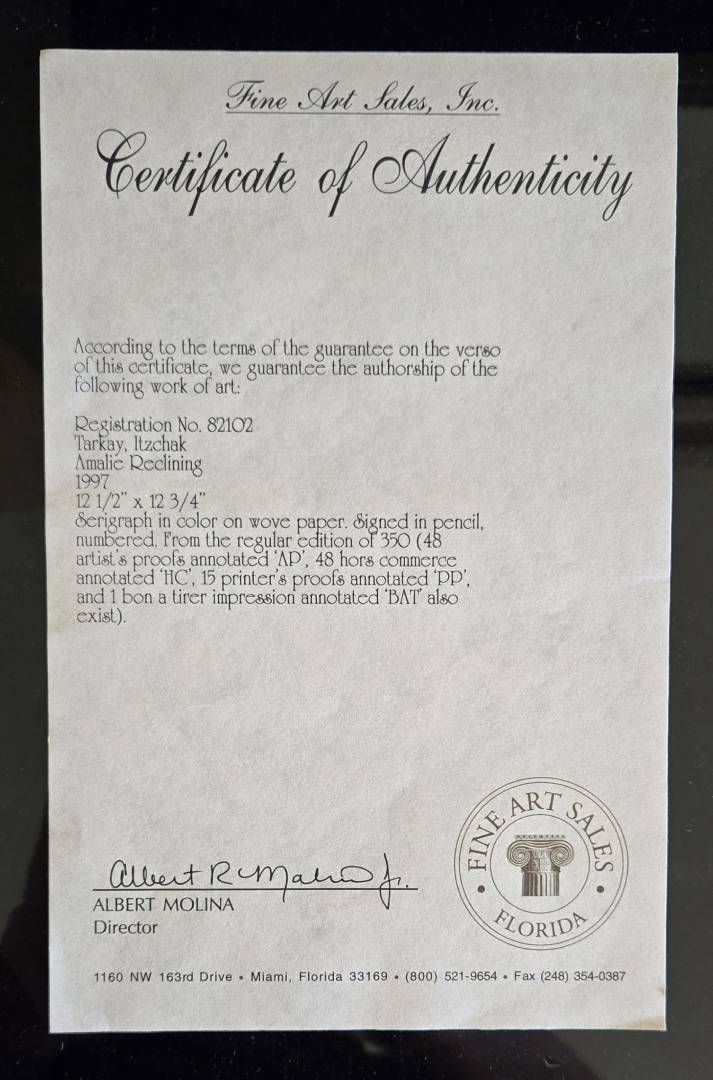 Fine Art Sales, Inc.
Certificate of Authenticity
According to the terms of the guarantee on the verso
of this certificate, we guarantee the authorship of the
following work of art:
Registration No. 82102
Tarkay, Itzchak
Amalie Reclining
1997
12 1/2" x 12 3/4"
Serigraph in color on wove paper. Signed in pencil,
numbered. From the regular edition of 350 (48
artist's proofs annotated 'AP', 48 hors commerce
annotated 'HC', 15 printer's proofs annotated 'PP',
and 1 bon a tirer impression annotated 'BAT' also
exist).
Albert R Molina Jr.
ALBERT MOLINA
Director
• FINE ART SALES •
FLORIDA
1160 NW 163rd Drive • Miami, Florida 33169 • (800) 521-9654 • Fax (248) 354-0387